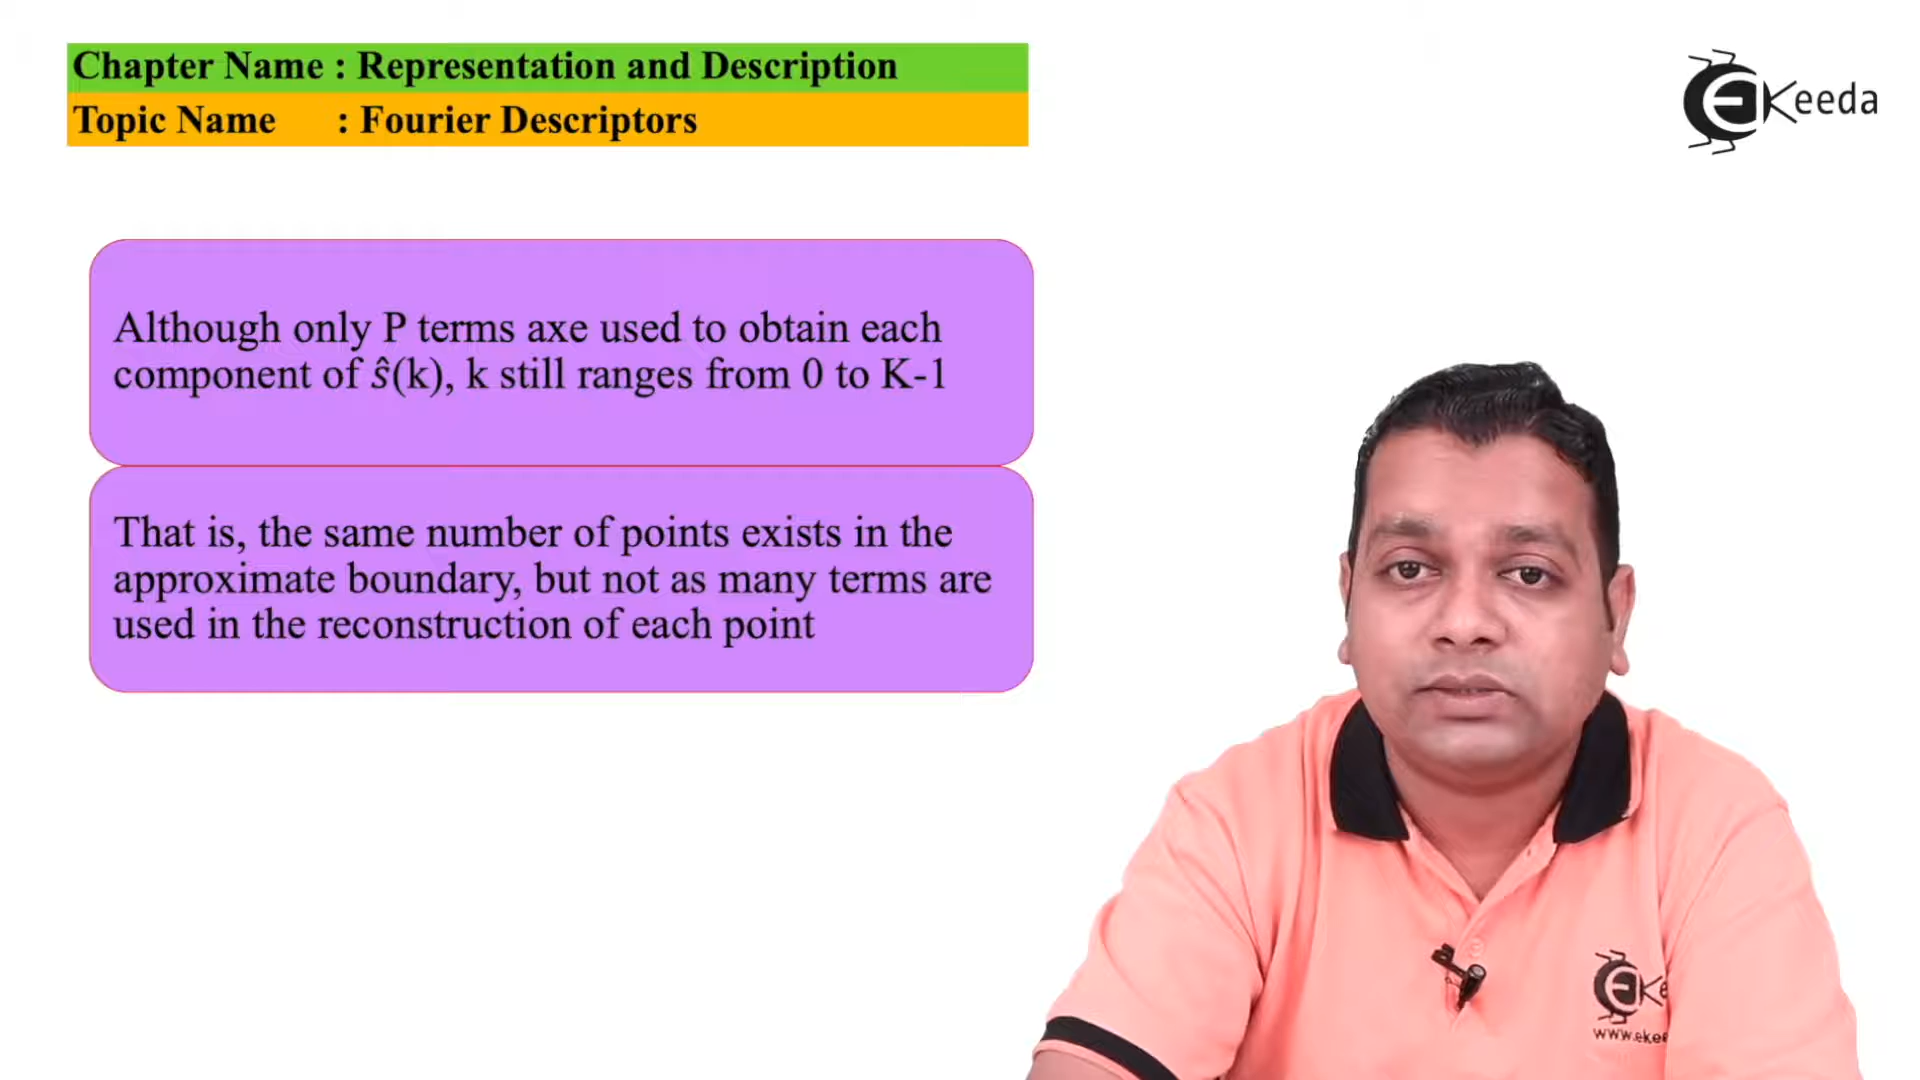 Chapter Name : Representation and Description
Topic Name : Fourier Descriptors
EKeeda
Although only P terms axe used to obtain each
component of ŝ(k), k still ranges from 0 to K-1
That is, the same number of points exists in the
approximate boundary, but not as many terms are
used in the reconstruction of each point